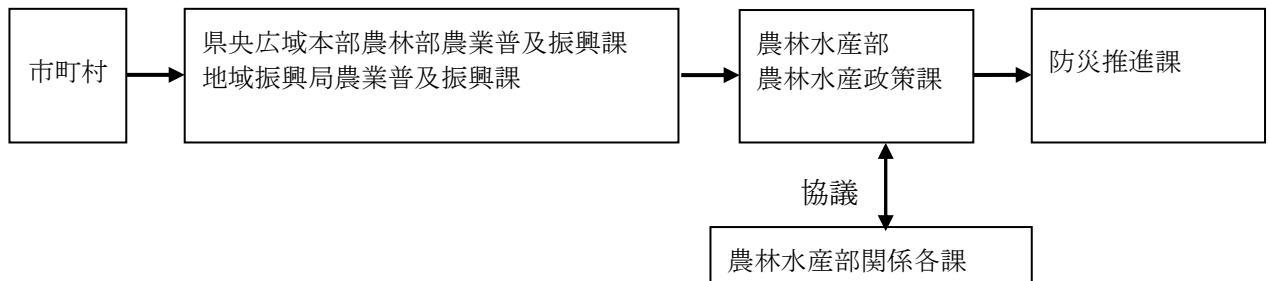 市町村
県央広域本部農林部農業普及振興課
地域振興局農業普及振興課
農林水産部
農林水産政策課
防災推進課
協議
農林水産部関係各課